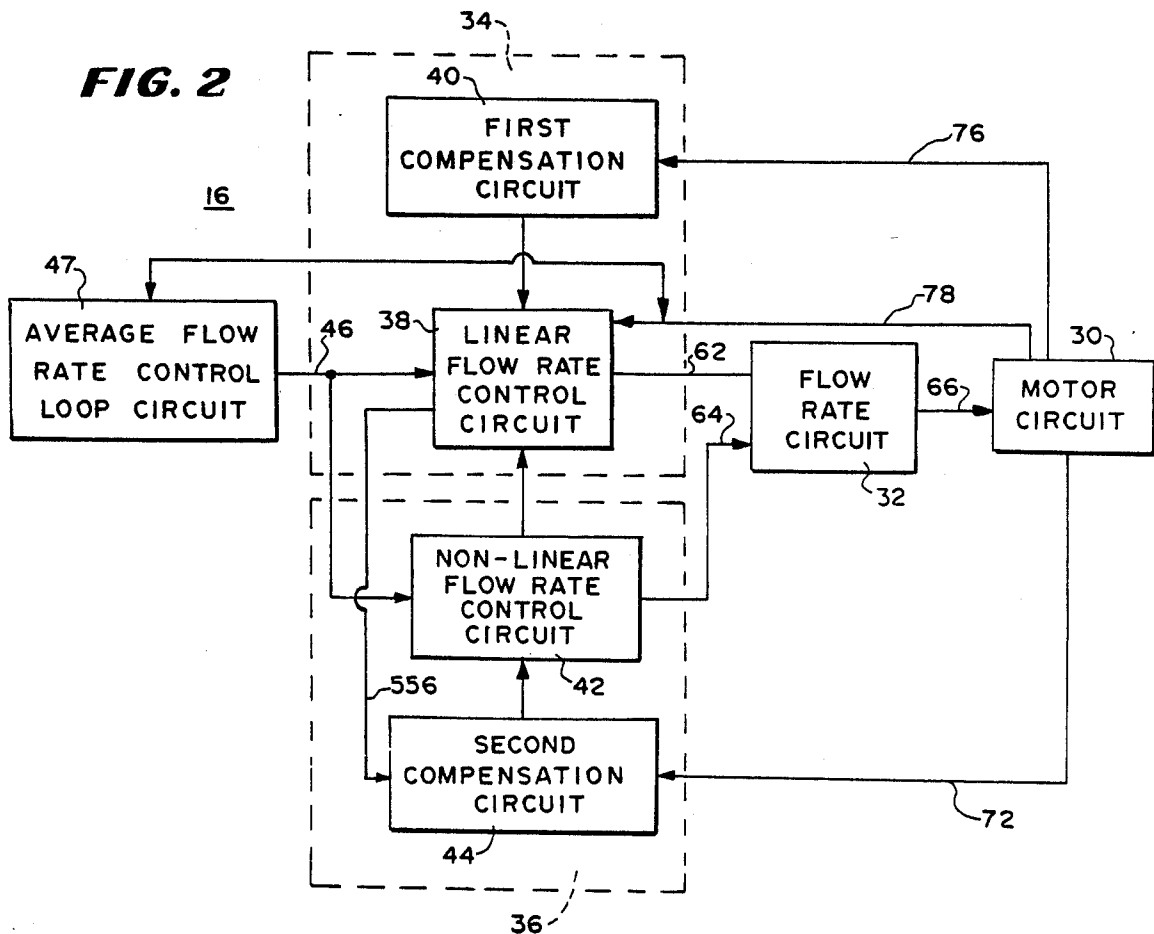 FIG. 2
34
40
FIRST
COMPENSATION
CIRCUIT
76
16
47
AVERAGE FLOW
RATE CONTROL
LOOP CIRCUIT
46
38
LINEAR
FLOW RATE
CONTROL
CIRCUIT
78
62
30
FLOW
RATE
CIRCUIT
32
66
MOTOR
CIRCUIT
64
NON-LINEAR
FLOW RATE
CONTROL
CIRCUIT
42
556
SECOND
COMPENSATION
CIRCUIT
44
72
36